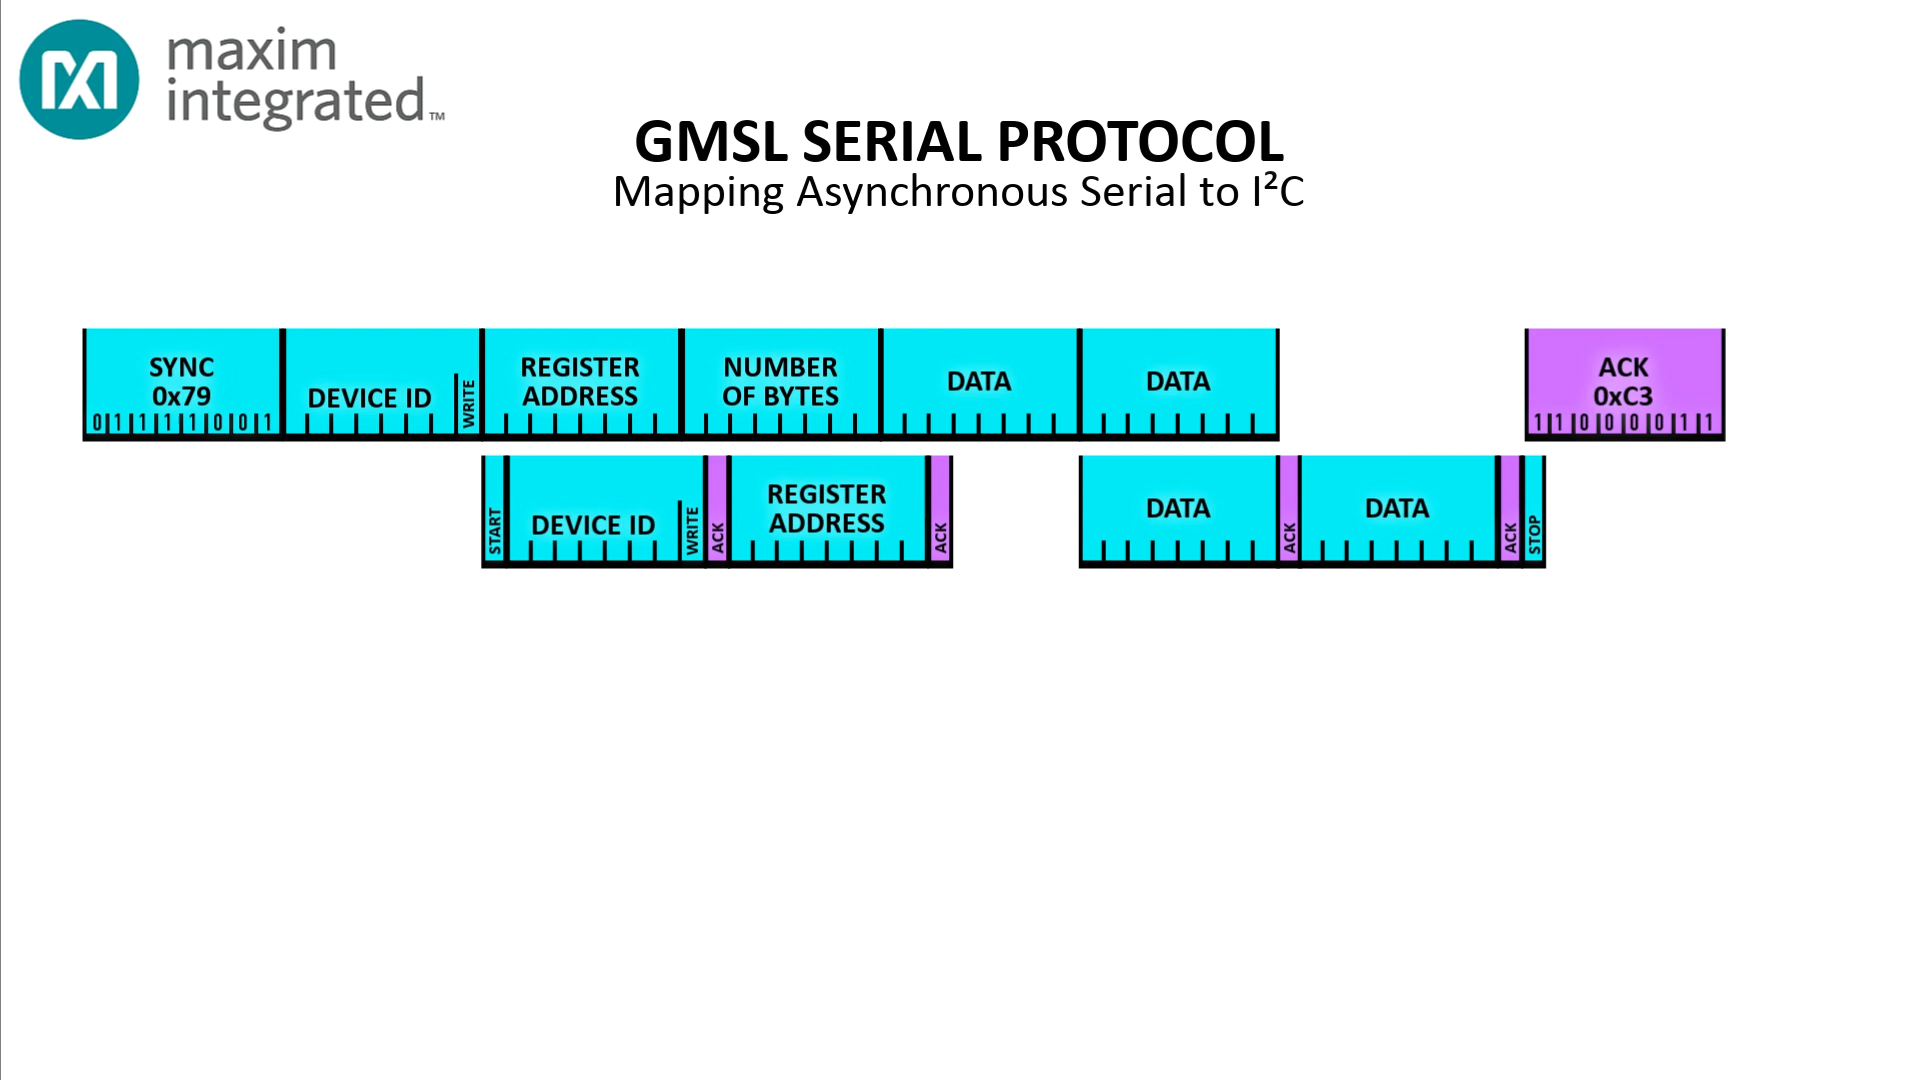 maxim
integrated™
GMSL SERIAL PROTOCOL
Mapping Asynchronous Serial to I²C
SYNC
0x79
0 1 1 1 1 0 0 1
DEVICE ID
WRITE
REGISTER
ADDRESS
NUMBER
OF BYTES
DATA
DATA
ACK
0xC3
1 1 0 0 0 0 1 1
START
DEVICE ID
WRITE
ACK
REGISTER
ADDRESS
ACK
DATA
ACK
DATA
ACK
STOP